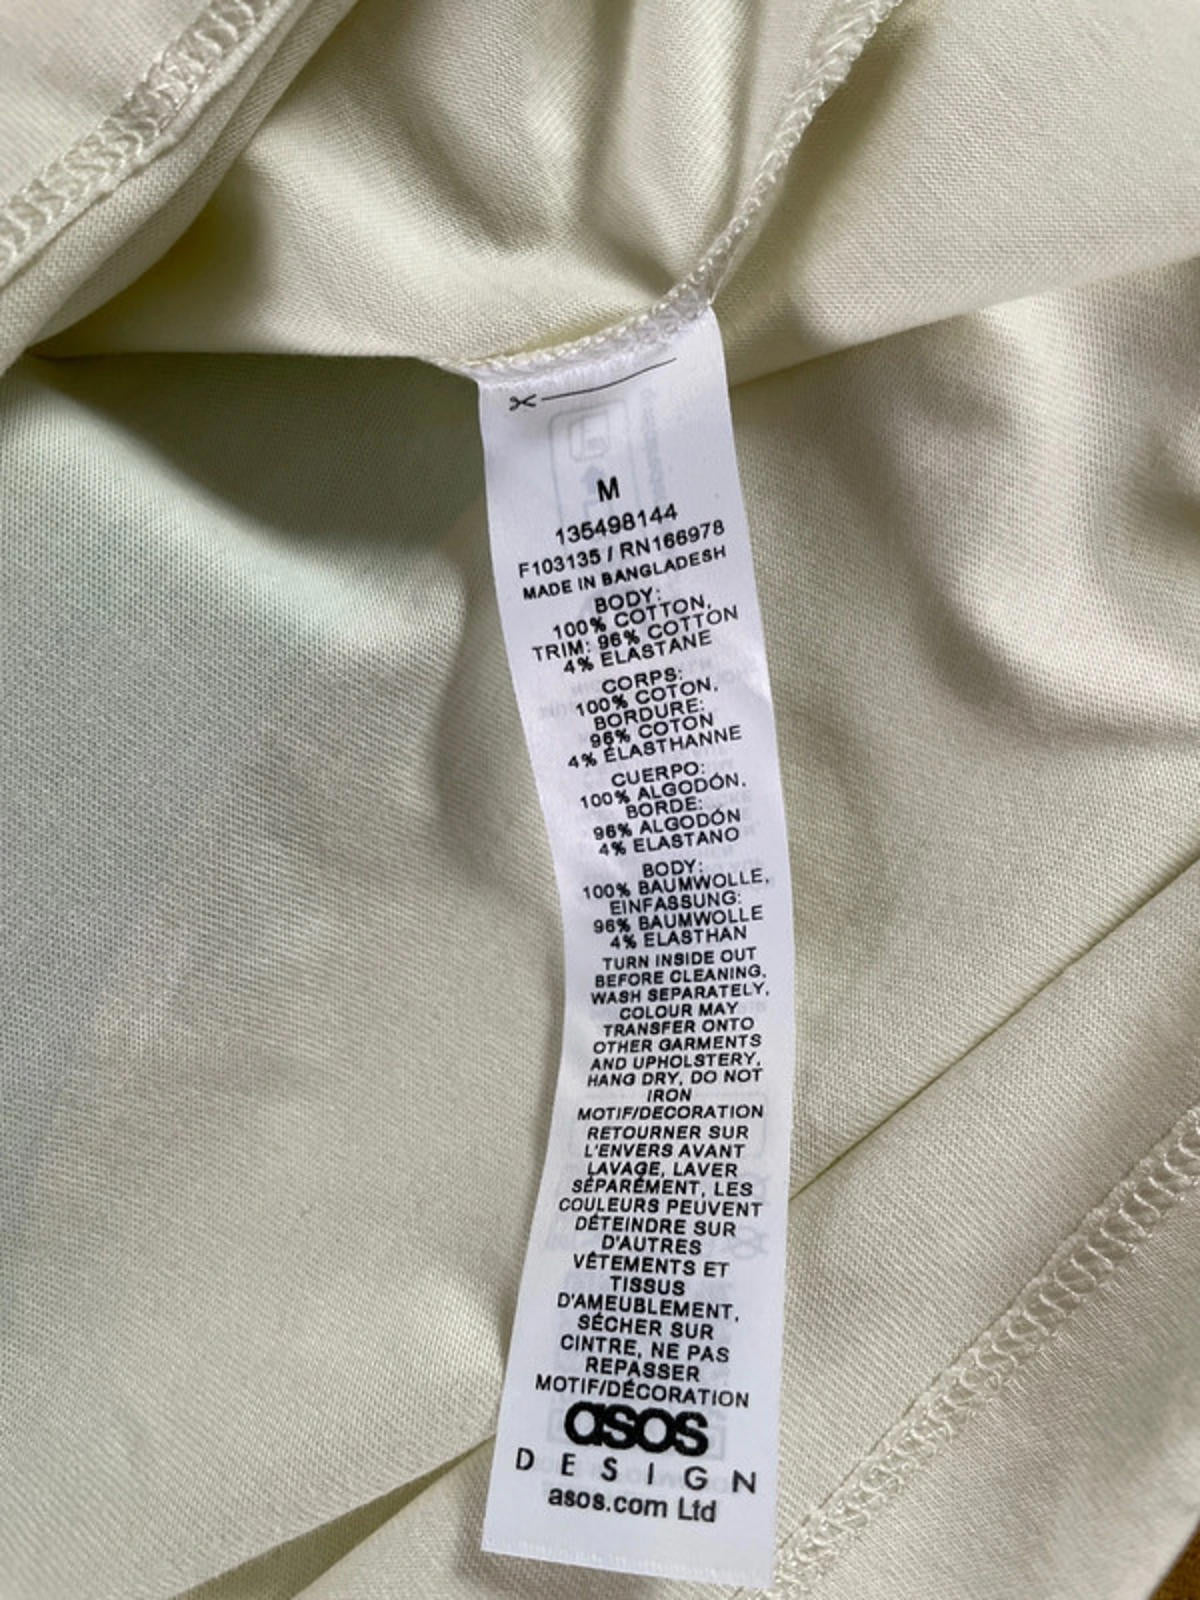 M
135498144
F103135 / RN166978
MADE IN BANGLADESH
BODY:
100% COTTON,
TRIM: 96% COTTON
4% ELASTANE
CORPS:
100% COTON,
BORDURE:
96% COTON
4% ÉLASTHANNE
CUERPO:
100% ALGODÓN,
BORDE:
96% ALGODÓN
4% ELASTANO
BODY:
100% BAUMWOLLE,
EINFASSUNG:
96% BAUMWOLLE
4% ELASTHAN
TURN INSIDE OUT
BEFORE CLEANING,
WASH SEPARATELY,
COLOUR MAY
TRANSFER ONTO
OTHER GARMENTS
AND UPHOLSTERY,
HANG DRY, DO NOT
IRON
MOTIF/DECORATION
RETOURNER SUR
L'ENVERS AVANT
LAVAGE, LAVER
SÉPARÉMENT, LES
COULEURS PEUVENT
DÉTEINDRE SUR
D'AUTRES
VÊTEMENTS ET
TISSUS
D'AMEUBLEMENT,
SÉCHER SUR
CINTRE, NE PAS
REPASSER
MOTIF/DÉCORATION
asos
DESIGN
asos.com Ltd